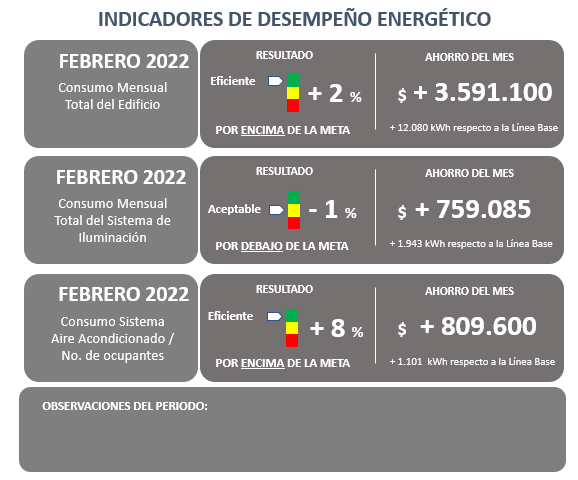 INDICADORES DE DESEMPEÑO ENERGÉTICO
FEBRERO 2022
Consumo Mensual
Total del Edificio
RESULTADO
Eficiente
+ 2 %
POR ENCIMA DE LA META
AHORRO DEL MES
$ + 3.591.100
+ 12.080 kWh respecto a la Línea Base
FEBRERO 2022
Consumo Mensual
Total del Sistema de
Iluminación
RESULTADO
Aceptable
- 1 %
POR DEBAJO DE LA META
AHORRO DEL MES
$ + 759.085
+ 1.943 kWh respecto a la Línea Base
FEBRERO 2022
Consumo Sistema
Aire Acondicionado /
No. de ocupantes
RESULTADO
Eficiente
+ 8 %
POR ENCIMA DE LA META
AHORRO DEL MES
$ + 809.600
+ 1.101 kWh respecto a la Línea Base
OBSERVACIONES DEL PERIODO: